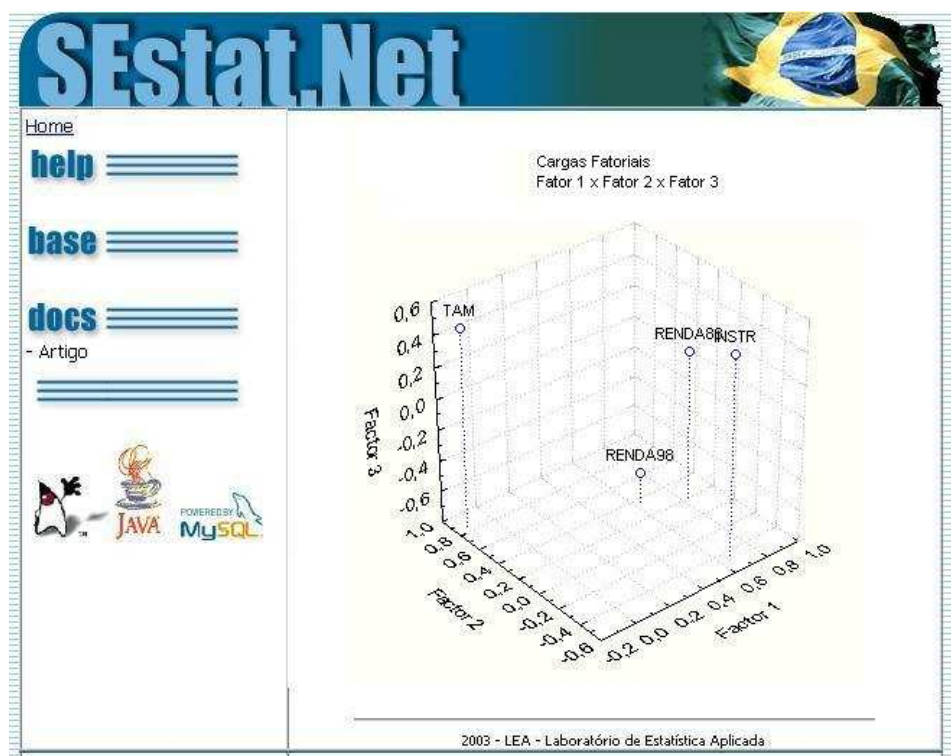 SEstat.Net
Home
help
base
docs
- Artigo
JAVA
POWERED BY
MySQL
Cargas Fatoriais
Fator 1 x Fator 2 x Fator 3
TAM
RENDA86
INSTR
RENDA98
Factor 3
0,6
0,4
0,2
0,0
-0,2
-0,4
-0,6
Factor 2
1,0
0,8
0,6
0,4
0,2
0,0
-0,2
-0,4
-0,6
Factor 1
-0,2
0,0
0,2
0,4
0,6
0,8
1,0
2003 - LEA - Laboratório de Estatística Aplicada